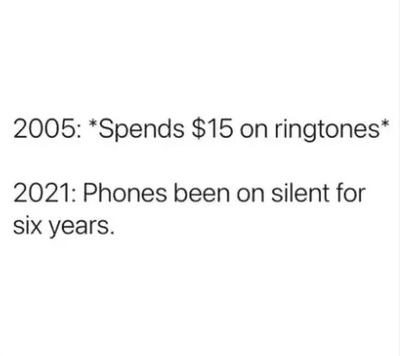 2005: *Spends $15 on ringtones*
2021: Phones been on silent for
six years.